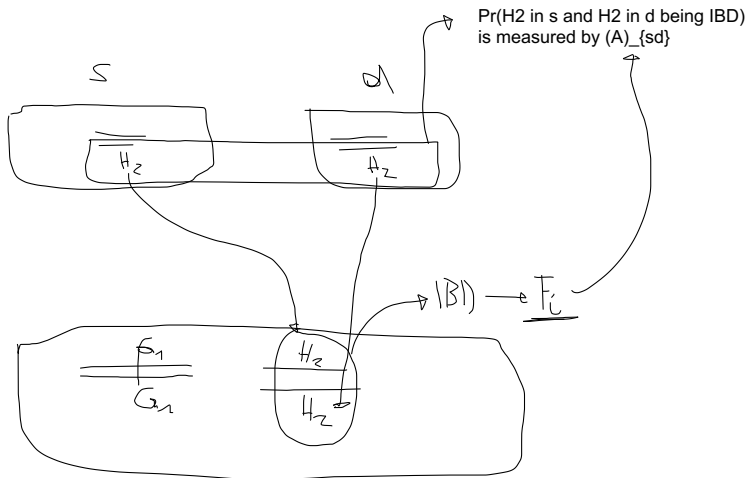 Pr(H2 in s and H2 in d being IBD)
is measured by (A)_{sd}
s d
H2 H2
IBD → Fi
G1 H2
G1 H2